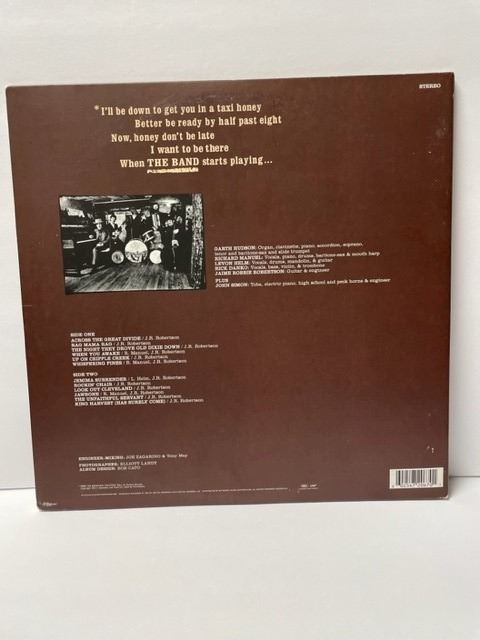 STEREO
*I'll be down to get you in a taxi honey
Better be ready by half past eight
Now, honey don't be late
I want to be there
When THE BAND starts playing...
GARTH HUDSON: Organ, clavinette, piano, accordion, soprano,
tenor and baritone-sax and slide trumpet
RICHARD MANUEL: Vocals, piano, drums, baritone-sax & mouth harp
LEVON HELM: Vocals, drums, mandolin, & guitar
RICK DANKO: Vocals, bass, violin, & trombone
JAIME ROBBIE ROBERTSON: Guitar & engineer
PLUS
JOHN SIMON: Tuba, electric piano, high school and peck horns & engineer
SIDE ONE
ACROSS THE GREAT DIVIDE / J.R. Robertson
RAG MAMA RAG / J.R. Robertson
THE NIGHT THEY DROVE OLD DIXIE DOWN / J.R. Robertson
WHEN YOU AWAKE / R. Manuel, J.R. Robertson
UP ON CRIPPLE CREEK / J.R. Robertson
WHISPERING PINES / R. Manuel, J.R. Robertson
SIDE TWO
JEMIMA SURRENDER / L. Helm, J.R. Robertson
ROCKIN' CHAIR / J.R. Robertson
LOOK OUT CLEVELAND / J.R. Robertson
JAWBONE / R. Manuel, J.R. Robertson
THE UNFAITHFUL SERVANT / J.R. Robertson
KING HARVEST (HAS SURELY COME) / J.R. Robertson
ENGINEER-MIXING: JOE ZAGARINO & Tony May
PHOTOGRAPHER: ELLIOTT LANDY
ALBUM DESIGN: BOB CATO